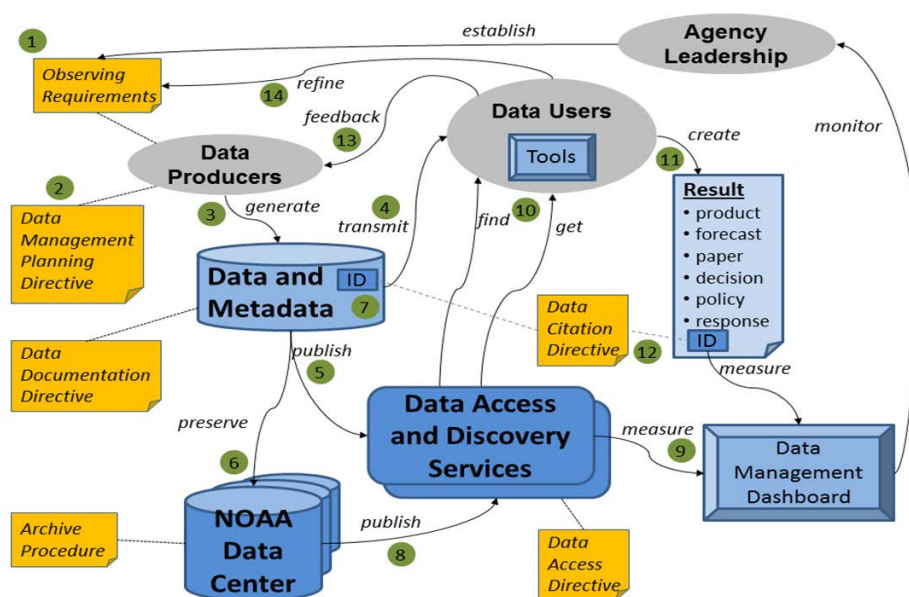 1
establish
Agency
Leadership
Observing
Requirements
refine
14
feedback
13
Data Users
Tools
monitor
create
11
Data
Producers
2
3
generate
4
transmit
find
10
get
Data
Management
Planning
Directive
Result
• product
• forecast
• paper
• decision
• policy
• response
ID
Data and
Metadata
ID
7
Data
Citation
Directive
12
Data
Documentation
Directive
publish
5
measure
preserve
Data Access
and Discovery
Services
measure
9
Data
Management
Dashboard
6
NOAA
Data
Center
publish
8
Archive
Procedure
Data
Access
Directive